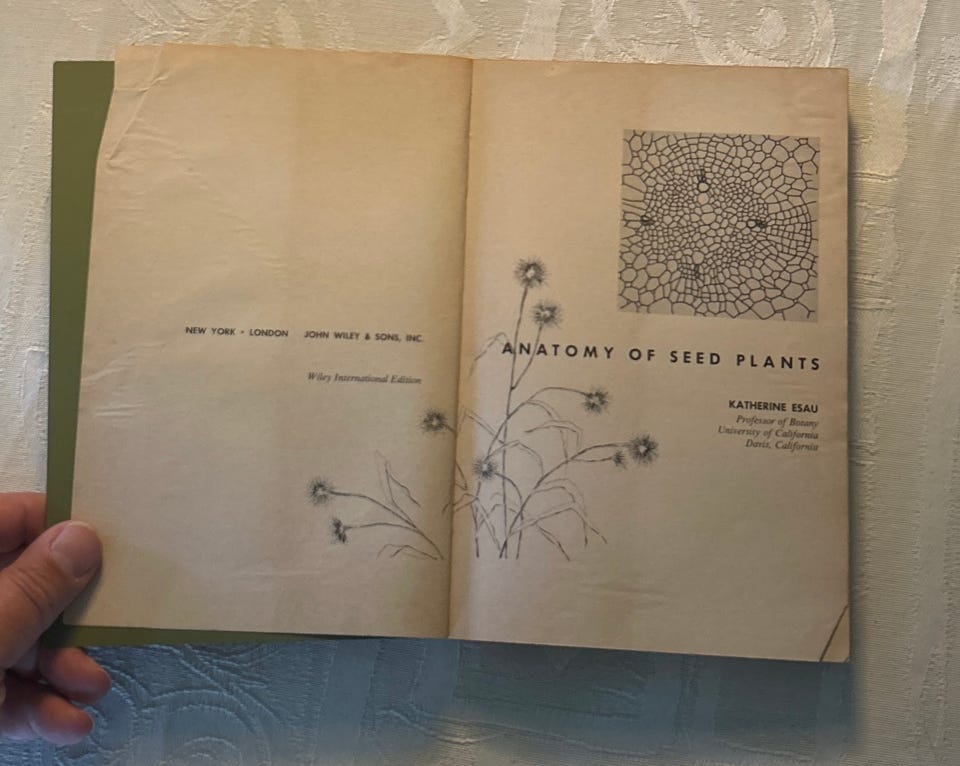 NEW YORK • LONDON JOHN WILEY & SONS, INC.
Wiley International Edition
ANATOMY OF SEED PLANTS
KATHERINE ESAU
Professor of Botany
University of California
Davis, California